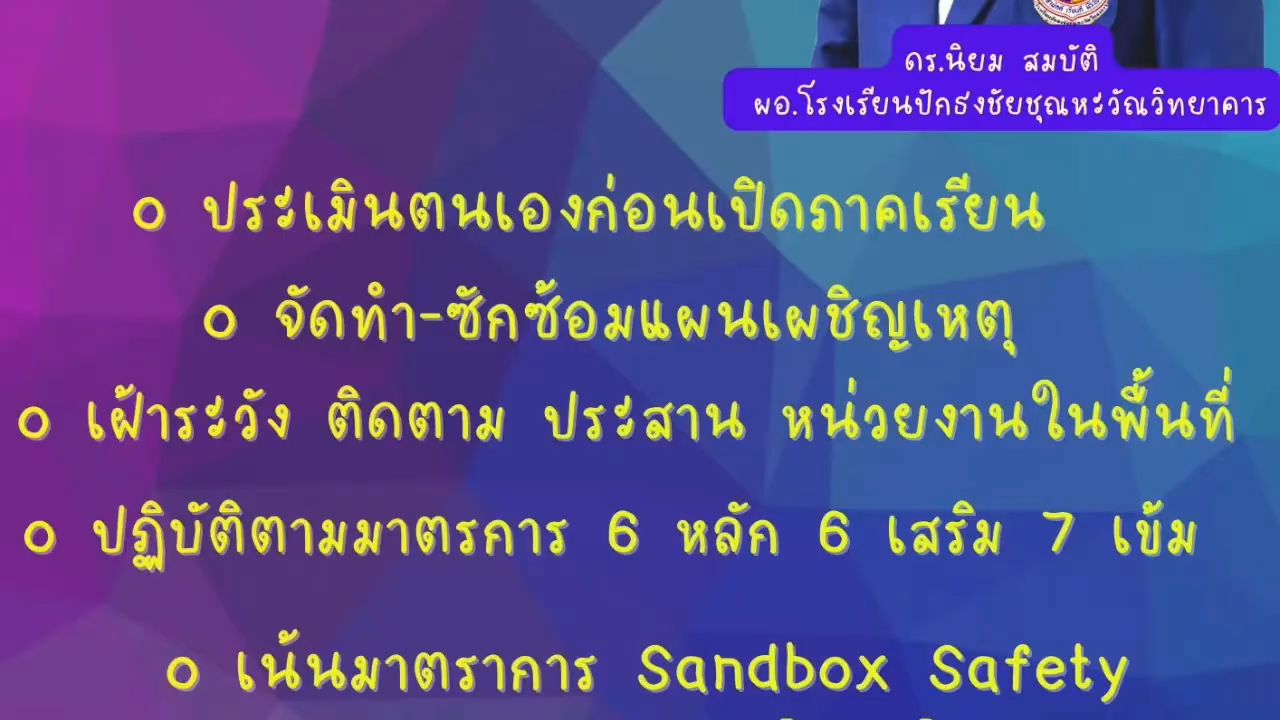 ดร.นิยม สมบัติ
ผอ.โรงเรียนปักธงชัยชุณหะวัณวิทยาคาร
o ประเมินตนเองก่อนเปิดภาคเรียน
o จัดทำ-ซักซ้อมแผนเผชิญเหตุ
o เฝ้าระวัง ติดตาม ประสาน หน่วยงานในพื้นที่
o ปฏิบัติตามมาตรการ 6 หลัก 6 เสริม 7 เข้ม
o เน้นมาตราการ Sandbox Safety